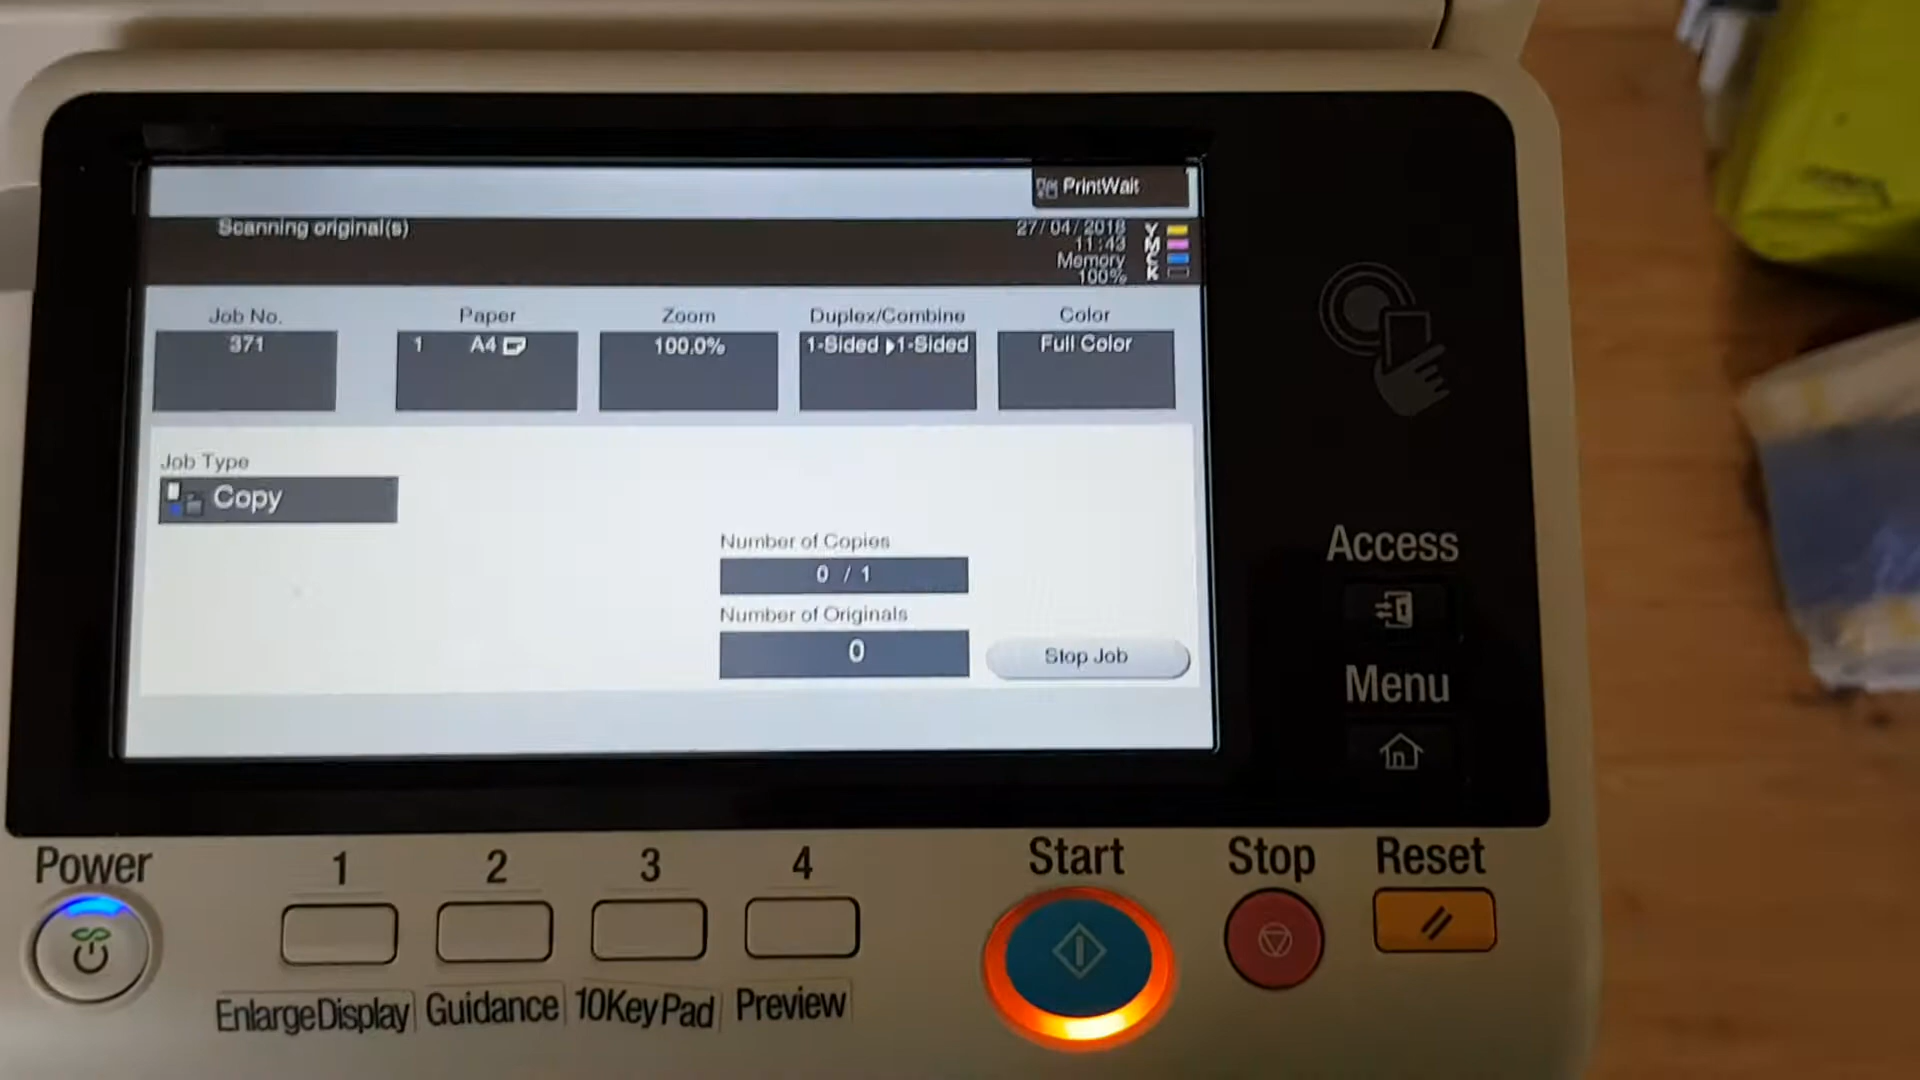 PrintWait
Scanning original(s)
27/04/2018
11:43
Memory
100%
Y
M
C
K
Job No.
Paper
Zoom
Duplex/Combine
Color
371
1 A4
100.0%
1-Sided ▶1-Sided
Full Color
Job Type
Copy
Number of Copies
0 / 1
Number of Originals
0
Stop Job
Access
Menu
Power
1
2
3
4
Start
Stop
Reset
EnlargeDisplay
Guidance
10KeyPad
Preview